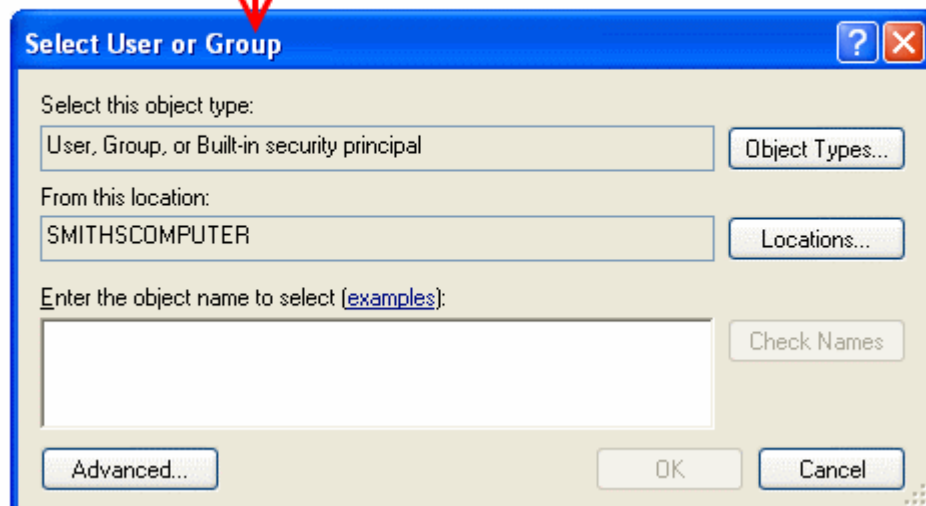 Select User or Group
Select this object type:
User, Group, or Built-in security principal
Object Types...
From this location:
SMITHSCOMPUTER
Locations...
Enter the object name to select (examples):
Check Names
Advanced...
OK
Cancel